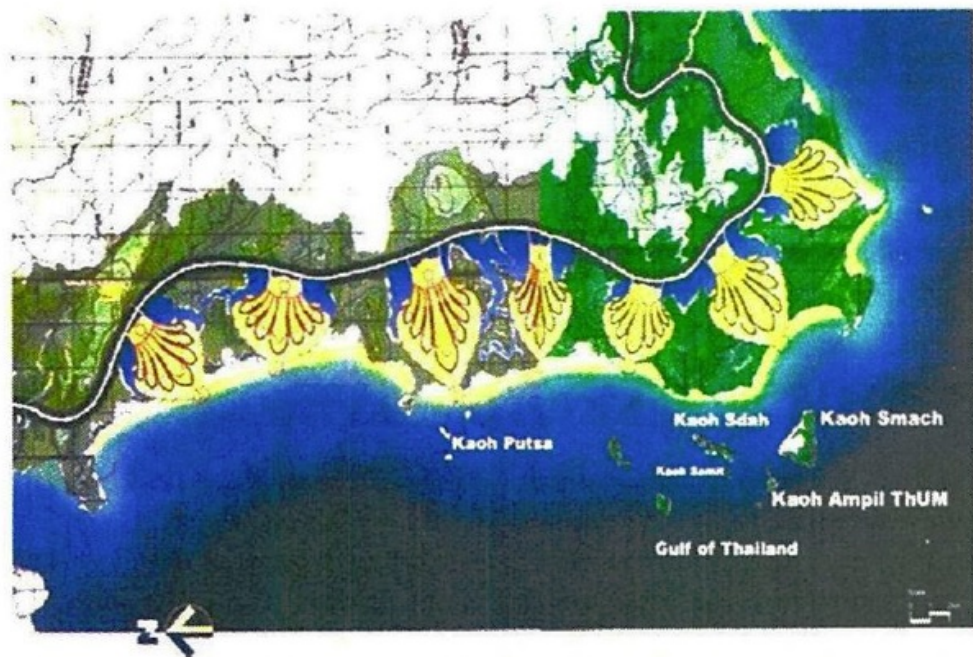 Kaoh Sdah
Kaoh Smach
Kaoh Putsa
Kaoh Samit
Kaoh Ampil ThUM
Gulf of Thailand
Z